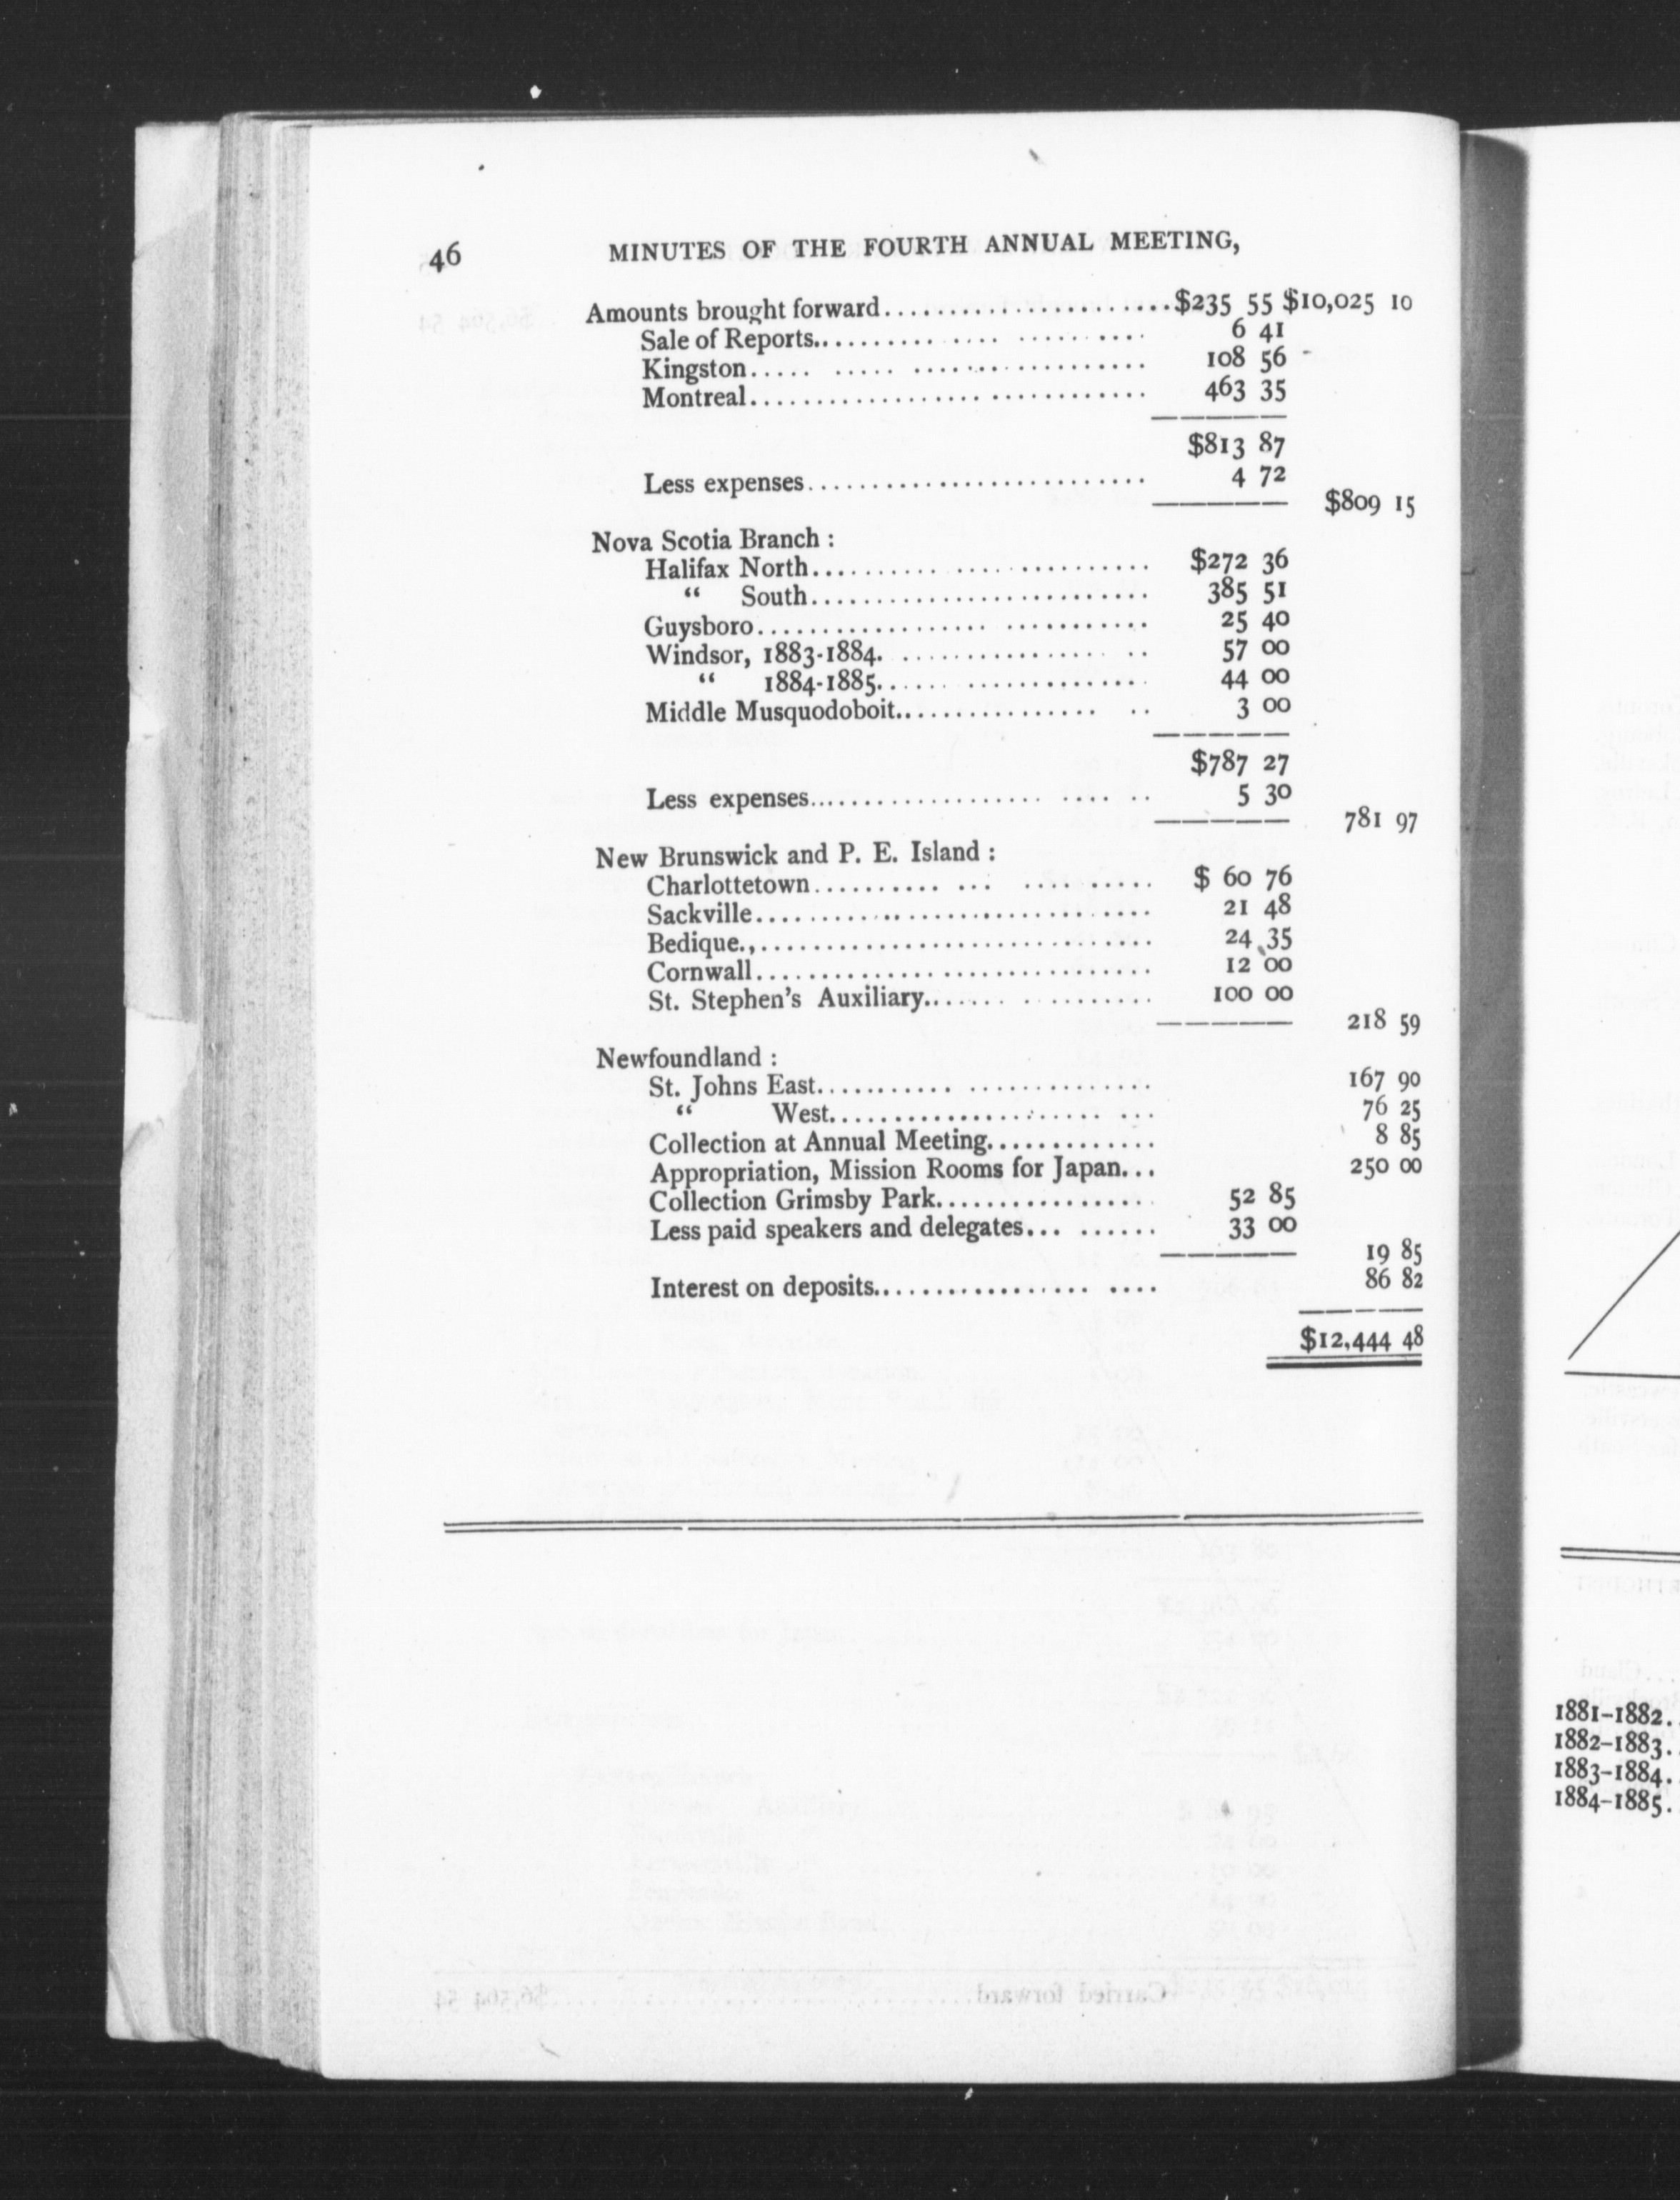 46 MINUTES OF THE FOURTH ANNUAL MEETING,
Amounts brought forward........................$235 55 $10,025 10
Sale of Reports.......... .... ..... .... 6 41
Kingston..... ..... .................. 108 56
Montreal.............................. 463 35
$813 87
Less expenses.......................... 4 72
$809 15
Nova Scotia Branch :
Halifax North.......................... $272 36
“ South.......................... 385 51
Guysboro.................. ........... 25 40
Windsor, 1883-1884. ................ .. 57 00
“ 1884-1885...... .............. 44 00
Middle Musquodoboit................ .. 3 00
$787 27
Less expenses.................. .... .. 5 30
781 97
New Brunswick and P. E. Island :
Charlottetown.......... ... .... ..... $ 60 76
Sackville.............................. 21 48
Bedique.,.............................. 24 35
Cornwall.............................. 12 00
St. Stephen's Auxiliary....... .......... 100 00
218 59
Newfoundland :
St. Johns East........... .............. 167 90
“ West..................... ... 76 25
Collection at Annual Meeting............. 8 85
Appropriation, Mission Rooms for Japan... 250 00
Collection Grimsby Park................. 52 85
Less paid speakers and delegates... ...... 33 00
19 85
Interest on deposits................. .... 86 82
$12,444 48
1881-1882.
1882-1883.
1883-1884.
1884-1885.